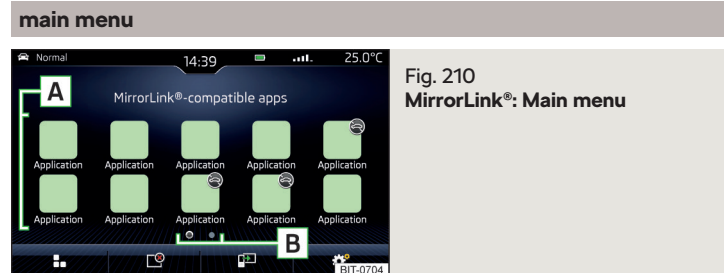 main menu
Normal 14:39 25.0°C
A
MirrorLink®-compatible apps
Application Application Application Application Application
Application Application Application Application Application
B
BIT-0704
Fig. 210
MirrorLink®: Main menu